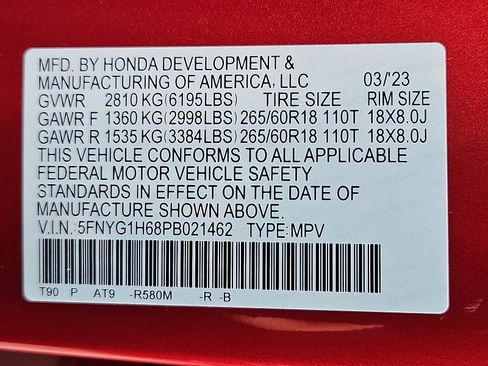 MFD. BY HONDA DEVELOPMENT &
MANUFACTURING OF AMERICA, LLC 03/'23
GVWR 2810 KG(6195LBS) TIRE SIZE RIM SIZE
GAWR F 1360 KG(2998LBS) 265/60R18 110T 18X8.0J
GAWR R 1535 KG(3384LBS) 265/60R18 110T 18X8.0J
THIS VEHICLE CONFORMS TO ALL APPLICABLE
FEDERAL MOTOR VEHICLE SAFETY
STANDARDS IN EFFECT ON THE DATE OF
MANUFACTURE SHOWN ABOVE.
V.I.N.: 5FNYG1H68PB021462 TYPE: MPV
T90 P AT9 -R580M -R -B